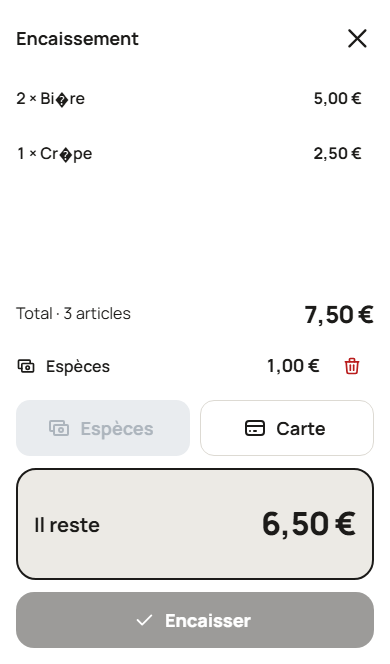 Encaissement
2 × Bi�re 5,00 €
1 × Cr�pe 2,50 €
Total · 3 articles 7,50 €
Espèces 1,00 €
Espèces Carte
Il reste 6,50 €
Encaisser